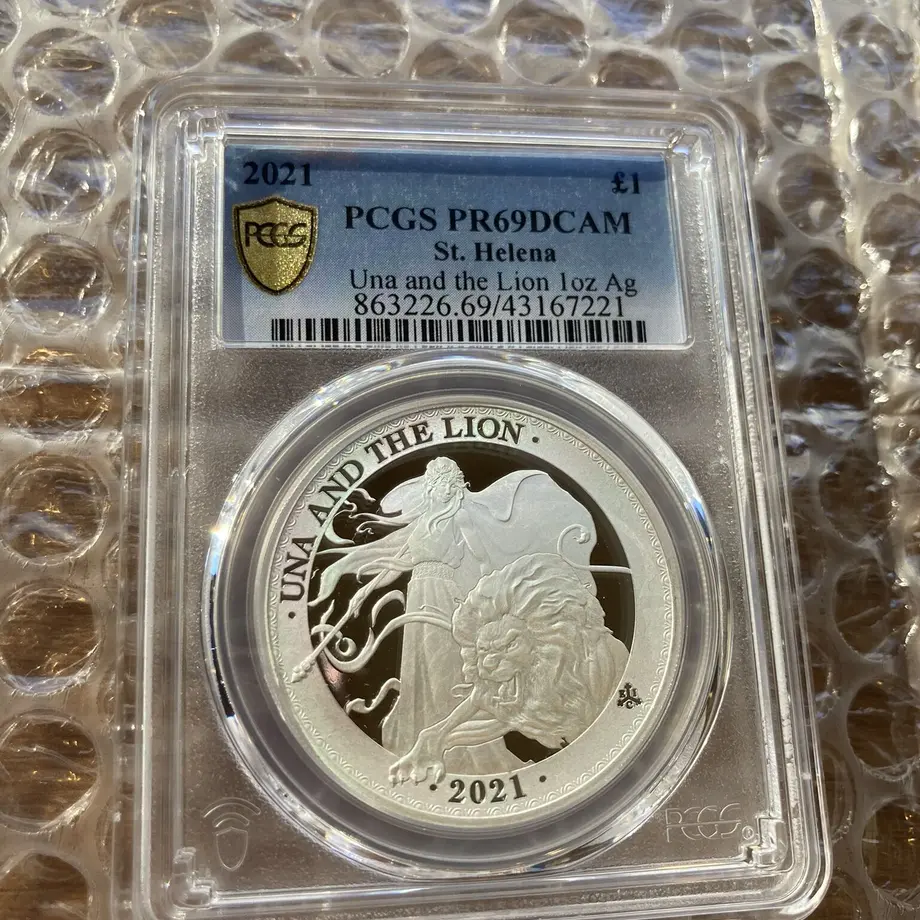 2021 £1
PCGS
PCGS PR69DCAM
St. Helena
Una and the Lion 1oz Ag
863226.69/43167221
· UNA AND THE LION ·
E I
C
· 2021 ·
PCGS